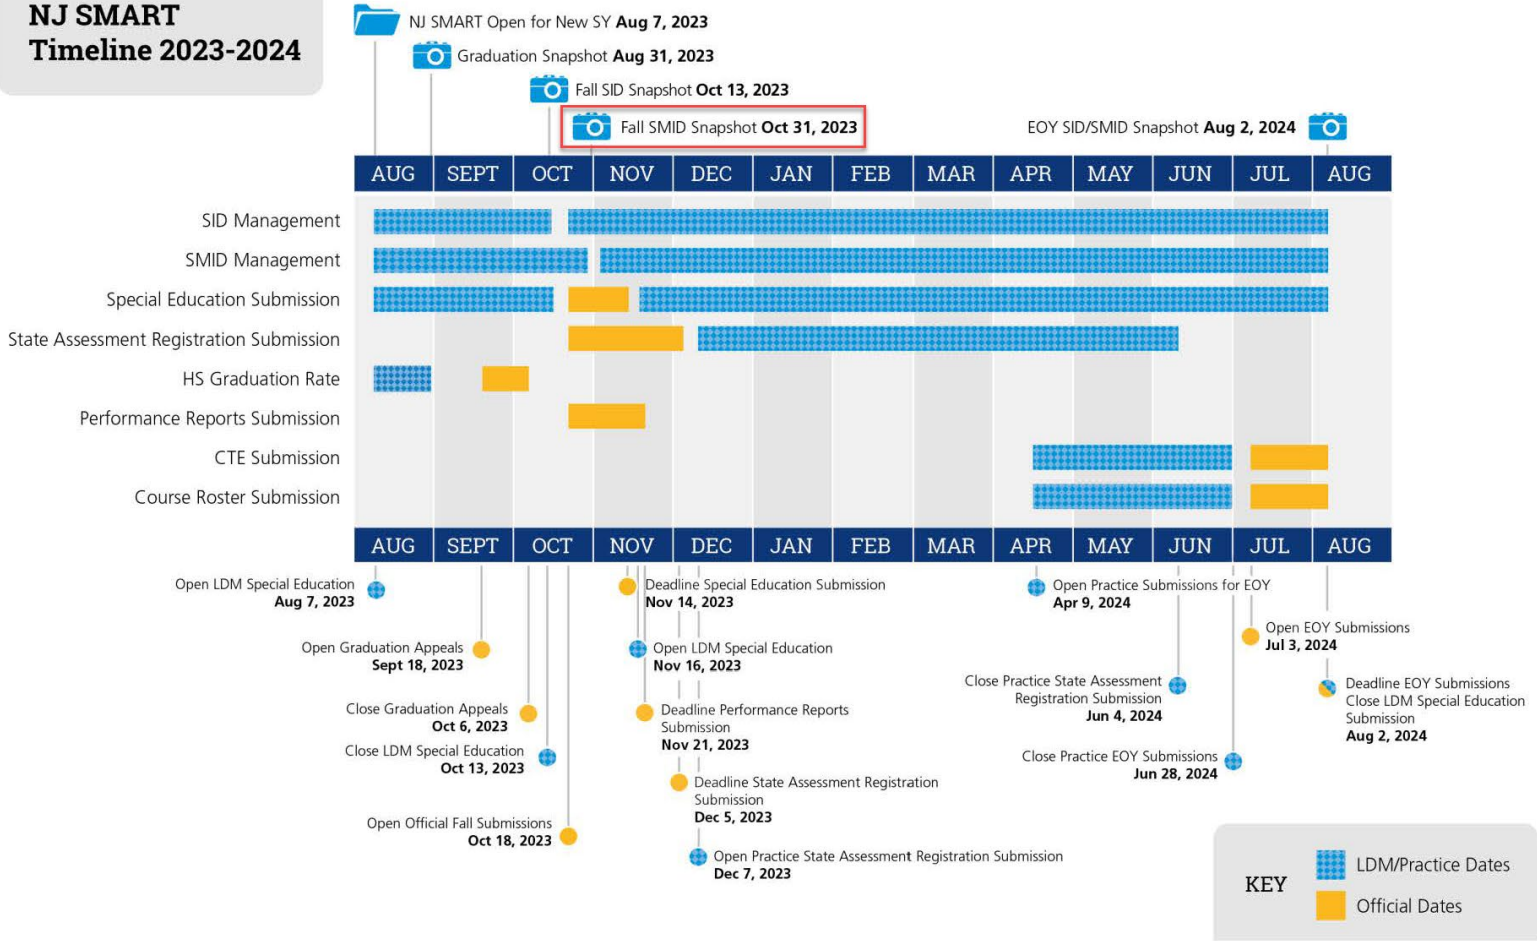 NJ SMART
Timeline 2023-2024
NJ SMART Open for New SY Aug 7, 2023
Graduation Snapshot Aug 31, 2023
Fall SID Snapshot Oct 13, 2023
Fall SMID Snapshot Oct 31, 2023
EOY SID/SMID Snapshot Aug 2, 2024
AUG SEPT OCT NOV DEC JAN FEB MAR APR MAY JUN JUL AUG
SID Management
SMID Management
Special Education Submission
State Assessment Registration Submission
HS Graduation Rate
Performance Reports Submission
CTE Submission
Course Roster Submission
AUG SEPT OCT NOV DEC JAN FEB MAR APR MAY JUN JUL AUG
Open LDM Special Education
Aug 7, 2023
Open Graduation Appeals
Sept 18, 2023
Close Graduation Appeals
Oct 6, 2023
Close LDM Special Education
Oct 13, 2023
Open Official Fall Submissions
Oct 18, 2023
Deadline Special Education Submission
Nov 14, 2023
Open LDM Special Education
Nov 16, 2023
Deadline Performance Reports
Submission
Nov 21, 2023
Deadline State Assessment Registration
Submission
Dec 5, 2023
Open Practice State Assessment Registration Submission
Dec 7, 2023
Open Practice Submissions for EOY
Apr 9, 2024
Close Practice State Assessment
Registration Submission
Jun 4, 2024
Close Practice EOY Submissions
Jun 28, 2024
Open EOY Submissions
Jul 3, 2024
Deadline EOY Submissions
Close LDM Special Education
Submission
Aug 2, 2024
KEY
LDM/Practice Dates
Official Dates